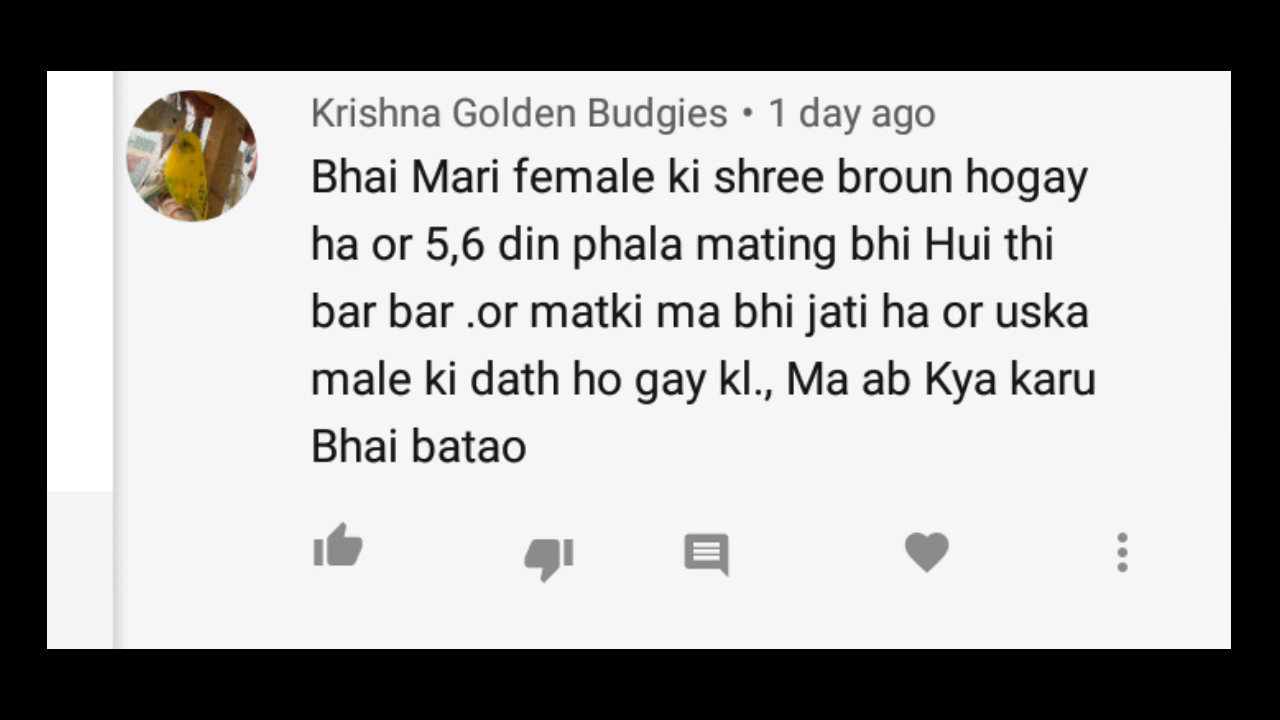 Krishna Golden Budgies • 1 day ago
Bhai Mari female ki shree broun hogay
ha or 5,6 din phala mating bhi Hui thi
bar bar .or matki ma bhi jati ha or uska
male ki dath ho gay kl., Ma ab Kya karu
Bhai batao